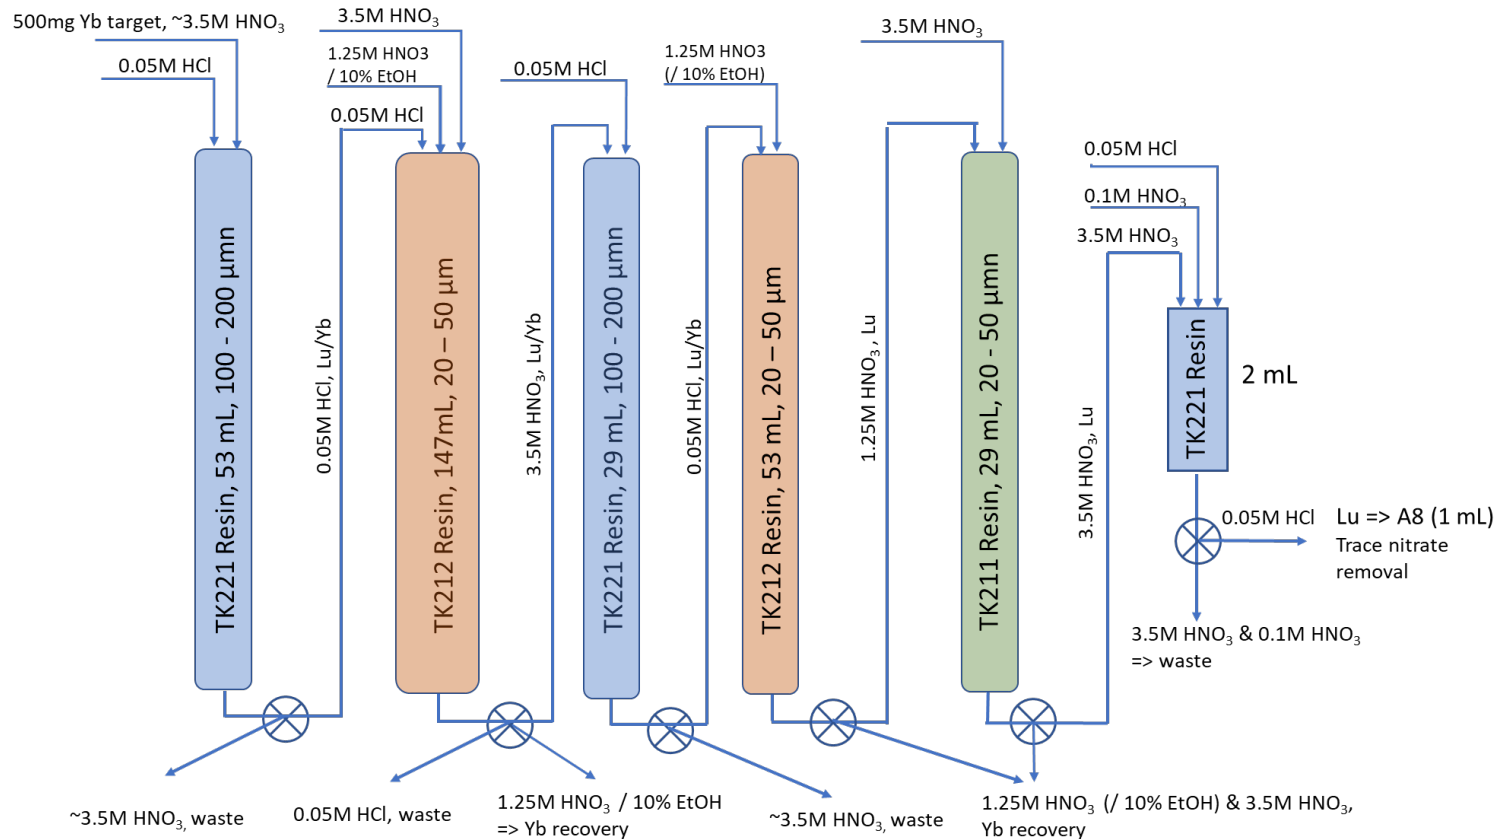 500mg Yb target, ~3.5M HNO₃
0.05M HCl
3.5M HNO₃
1.25M HNO3
/ 10% EtOH
0.05M HCl
0.05M HCl
1.25M HNO3
(/ 10% EtOH)
3.5M HNO₃
0.05M HCl
0.1M HNO₃
3.5M HNO₃
TK221 Resin, 53 mL, 100 - 200 µmn
0.05M HCl, Lu/Yb
TK212 Resin, 147mL, 20 – 50 µm
3.5M HNO₃, Lu/Yb
TK221 Resin, 29 mL, 100 - 200 µmn
0.05M HCl, Lu/Yb
TK212 Resin, 53 mL, 20 – 50 µm
1.25M HNO₃ , Lu
TK211 Resin, 29 mL, 20 - 50 µmn
3.5M HNO₃, Lu
TK221 Resin
2 mL
0.05M HCl
Lu => A8 (1 mL)
Trace nitrate
removal
3.5M HNO₃ & 0.1M HNO₃
=> waste
~3.5M HNO₃, waste
0.05M HCl, waste
1.25M HNO₃ / 10% EtOH
=> Yb recovery
~3.5M HNO₃, waste
1.25M HNO₃ (/ 10% EtOH) & 3.5M HNO₃,
Yb recovery